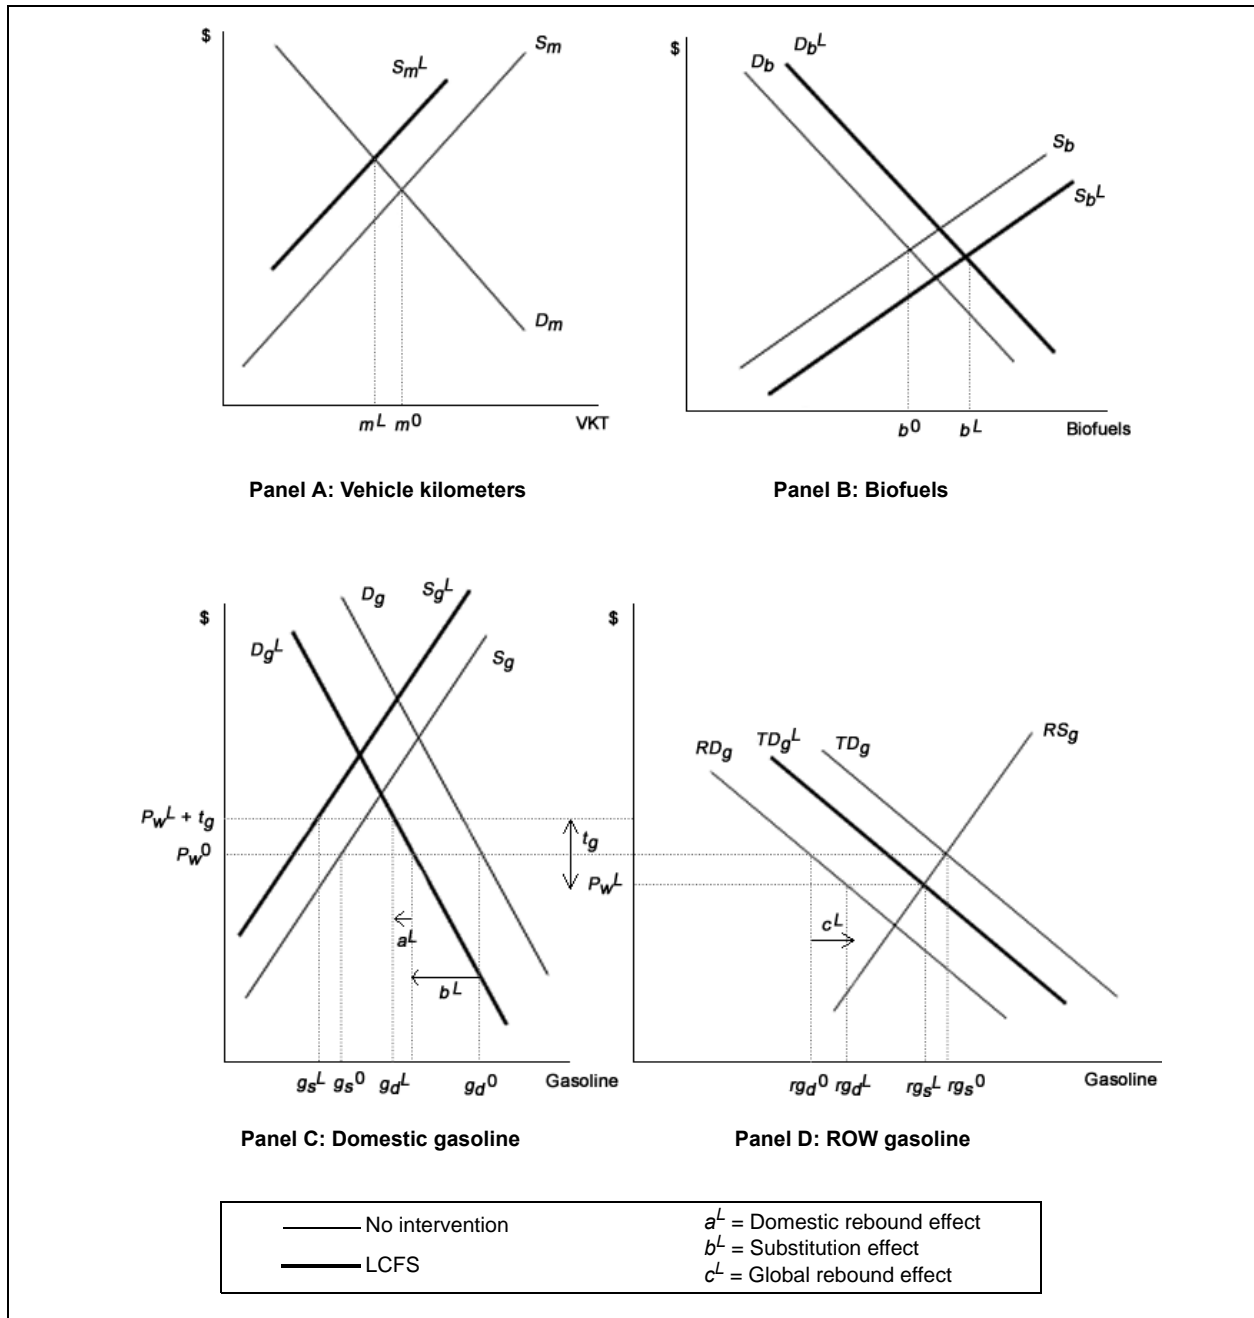 $
S_m^L
S_m
D_m
m^L m^0
VKT
Panel A: Vehicle kilometers
$
D_b
D_b^L
S_b
S_b^L
b^0
b^L
Biofuels
Panel B: Biofuels
$
D_g
S_g^L
D_g^L
S_g
P_w^L + t_g
P_w^0
a^L
b^L
g_s^L g_s^0 g_d^L g_d^0
Gasoline
Panel C: Domestic gasoline
$
RD_g
TD_g^L
TD_g
RS_g
t_g
P_w^L
c^L
rg_d^0 rg_d^L rg_s^L rg_s^0
Gasoline
Panel D: ROW gasoline
No intervention
LCFS
a^L = Domestic rebound effect
b^L = Substitution effect
c^L = Global rebound effect